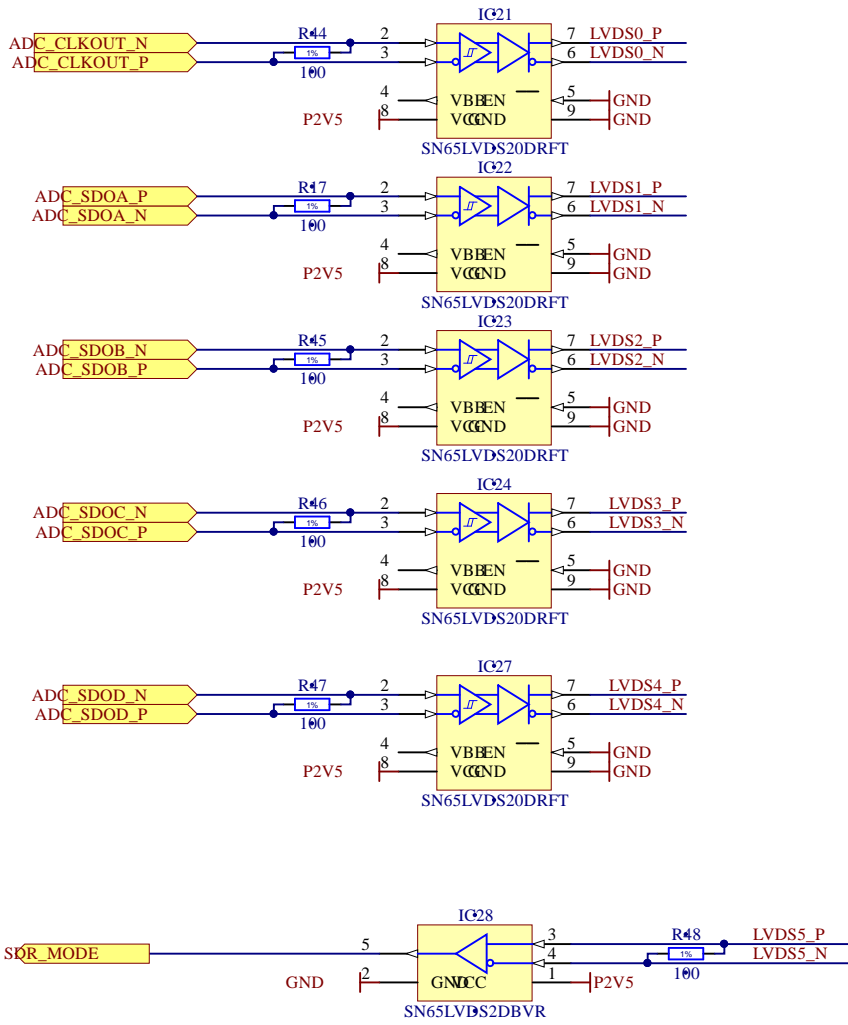 IC21
ADC_CLKOUT_N R44 2 7 LVDS0_P
ADC_CLKOUT_P 1% 3 6 LVDS0_N
100
4 VBB EN 5 GND
P2V5 8 VCC GND 9 GND
SN65LVDS20DRFT
IC22
ADC_SDOA_P R17 2 7 LVDS1_P
ADC_SDOA_N 1% 3 6 LVDS1_N
100
4 VBB EN 5 GND
P2V5 8 VCC GND 9 GND
SN65LVDS20DRFT
IC23
ADC_SDOB_N R45 2 7 LVDS2_P
ADC_SDOB_P 1% 3 6 LVDS2_N
100
4 VBB EN 5 GND
P2V5 8 VCC GND 9 GND
SN65LVDS20DRFT
IC24
ADC_SDOC_N R46 2 7 LVDS3_P
ADC_SDOC_P 1% 3 6 LVDS3_N
100
4 VBB EN 5 GND
P2V5 8 VCC GND 9 GND
SN65LVDS20DRFT
IC27
ADC_SDOD_N R47 2 7 LVDS4_P
ADC_SDOD_P 1% 3 6 LVDS4_N
100
4 VBB EN 5 GND
P2V5 8 VCC GND 9 GND
SN65LVDS20DRFT
IC28
3 R48 LVDS5_P
SDR_MODE 5 4 1% LVDS5_N
100
GND 2 GND VCC 1 P2V5
SN65LVDS2DBVR